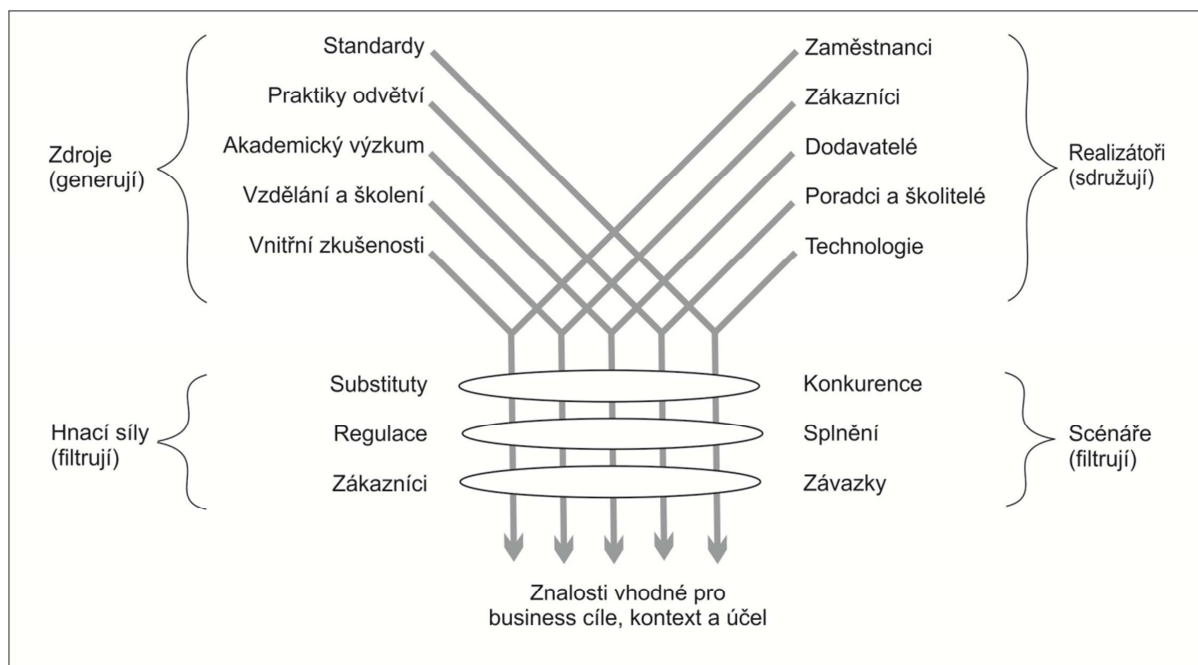 Zdroje
(generují)
Standardy
Praktiky odvětví
Akademický výzkum
Vzdělání a školení
Vnitřní zkušenosti
Zaměstnanci
Zákazníci
Dodavatelé
Poradci a školitelé
Technologie
Realizátoři
(sdružují)
Hnací síly
(filtrují)
Substituty
Regulace
Zákazníci
Konkurence
Splnění
Závazky
Scénáře
(filtrují)
Znalosti vhodné pro
business cíle, kontext a účel